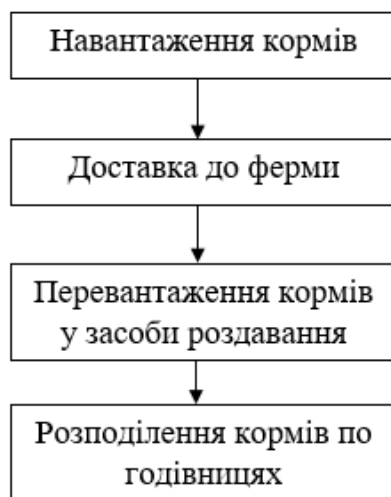 Навантаження кормів
Доставка до ферми
Перевантаження кормів
у засоби роздавання
Розподілення кормів по
годівницях